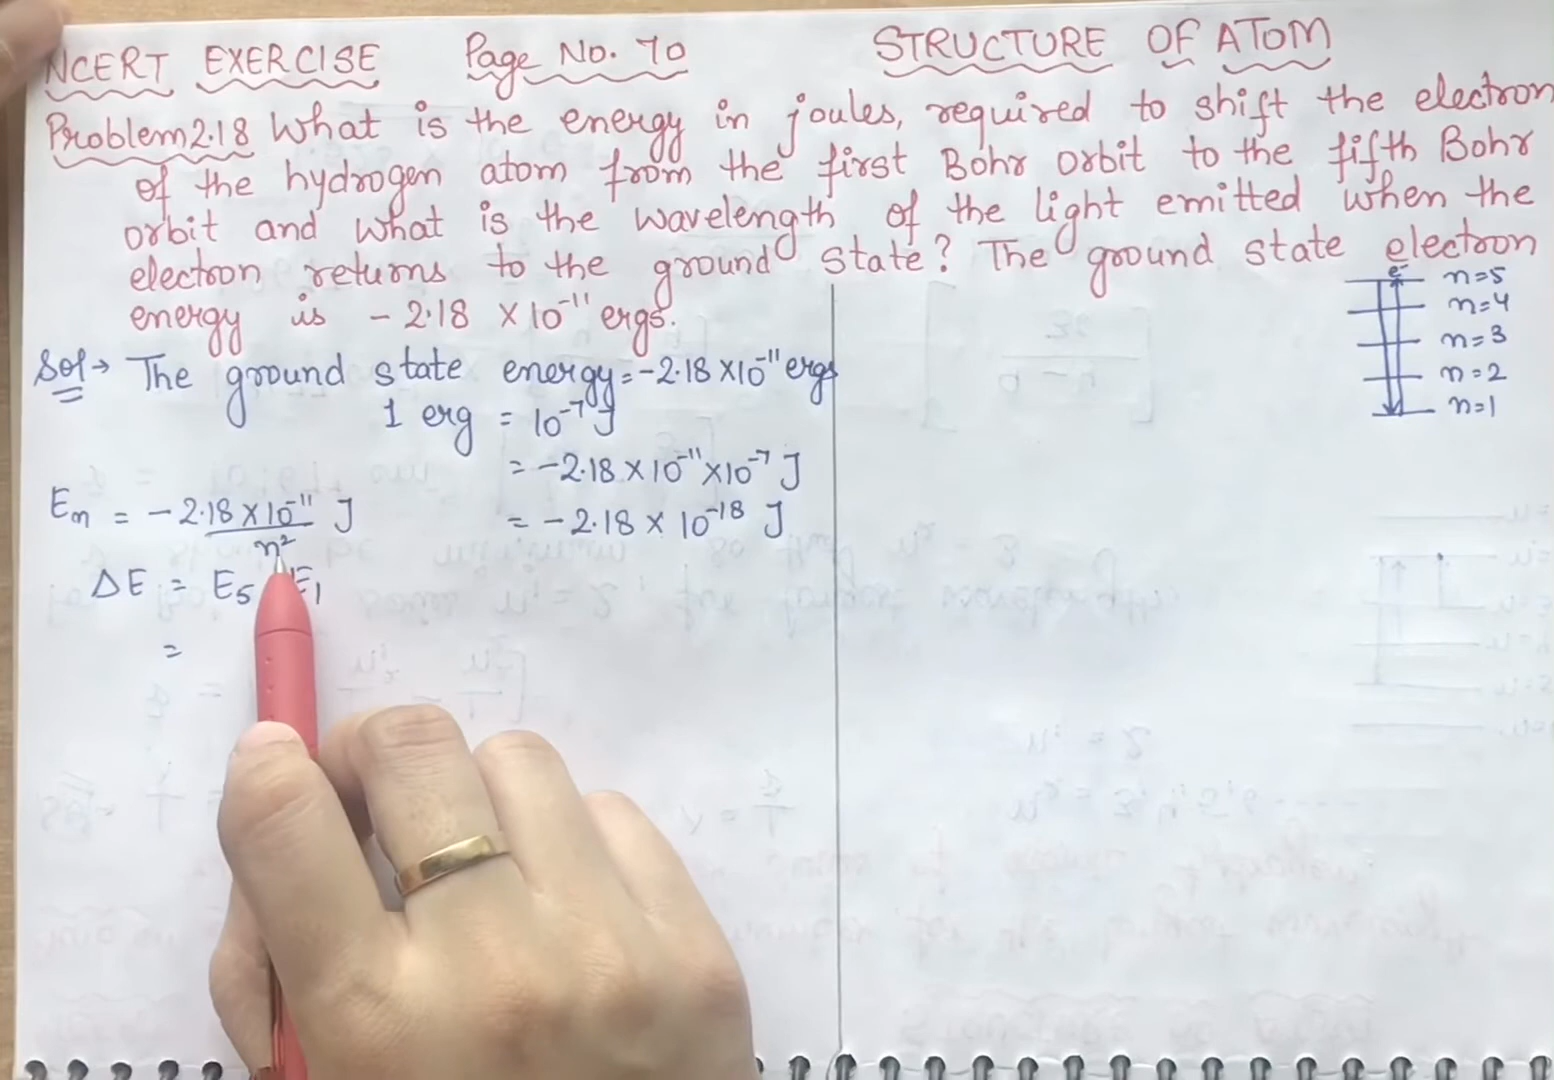 NCERT EXERCISE Page No. 70 STRUCTURE OF ATOM
Problem 2.18 What is the energy in joules, required to shift the electron
of the hydrogen atom from the first Bohr orbit to the fifth Bohr
orbit and what is the wavelength of the light emitted when the
electron returns to the ground state? The ground state electron
energy is - 2.18 × 10⁻¹¹ ergs.
e⁻ n=5
n=4
n=3
n=2
n=1
Sol→ The ground state energy = -2.18 × 10⁻¹¹ ergs
1 erg = 10⁻⁷ J
= -2.18 × 10⁻¹¹ × 10⁻⁷ J
= -2.18 × 10⁻¹⁸ J
Eₙ = -2.18 × 10⁻¹¹ J
n²
ΔE = E₅ E₁
=